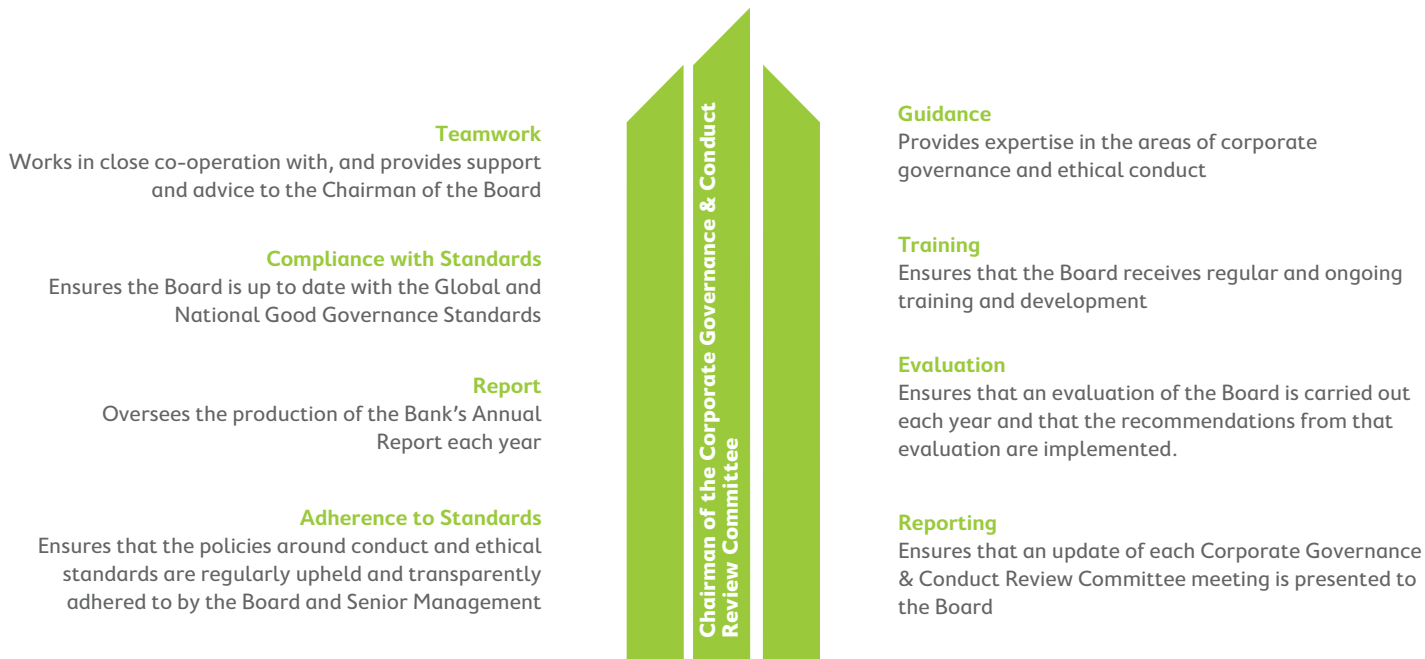 Teamwork
Works in close co-operation with, and provides support
and advice to the Chairman of the Board
Compliance with Standards
Ensures the Board is up to date with the Global and
National Good Governance Standards
Report
Oversees the production of the Bank’s Annual
Report each year
Adherence to Standards
Ensures that the policies around conduct and ethical
standards are regularly upheld and transparently
adhered to by the Board and Senior Management
Chairman of the Corporate Governance & Conduct
Review Committee
Guidance
Provides expertise in the areas of corporate
governance and ethical conduct
Training
Ensures that the Board receives regular and ongoing
training and development
Evaluation
Ensures that an evaluation of the Board is carried out
each year and that the recommendations from that
evaluation are implemented.
Reporting
Ensures that an update of each Corporate Governance
& Conduct Review Committee meeting is presented to
the Board